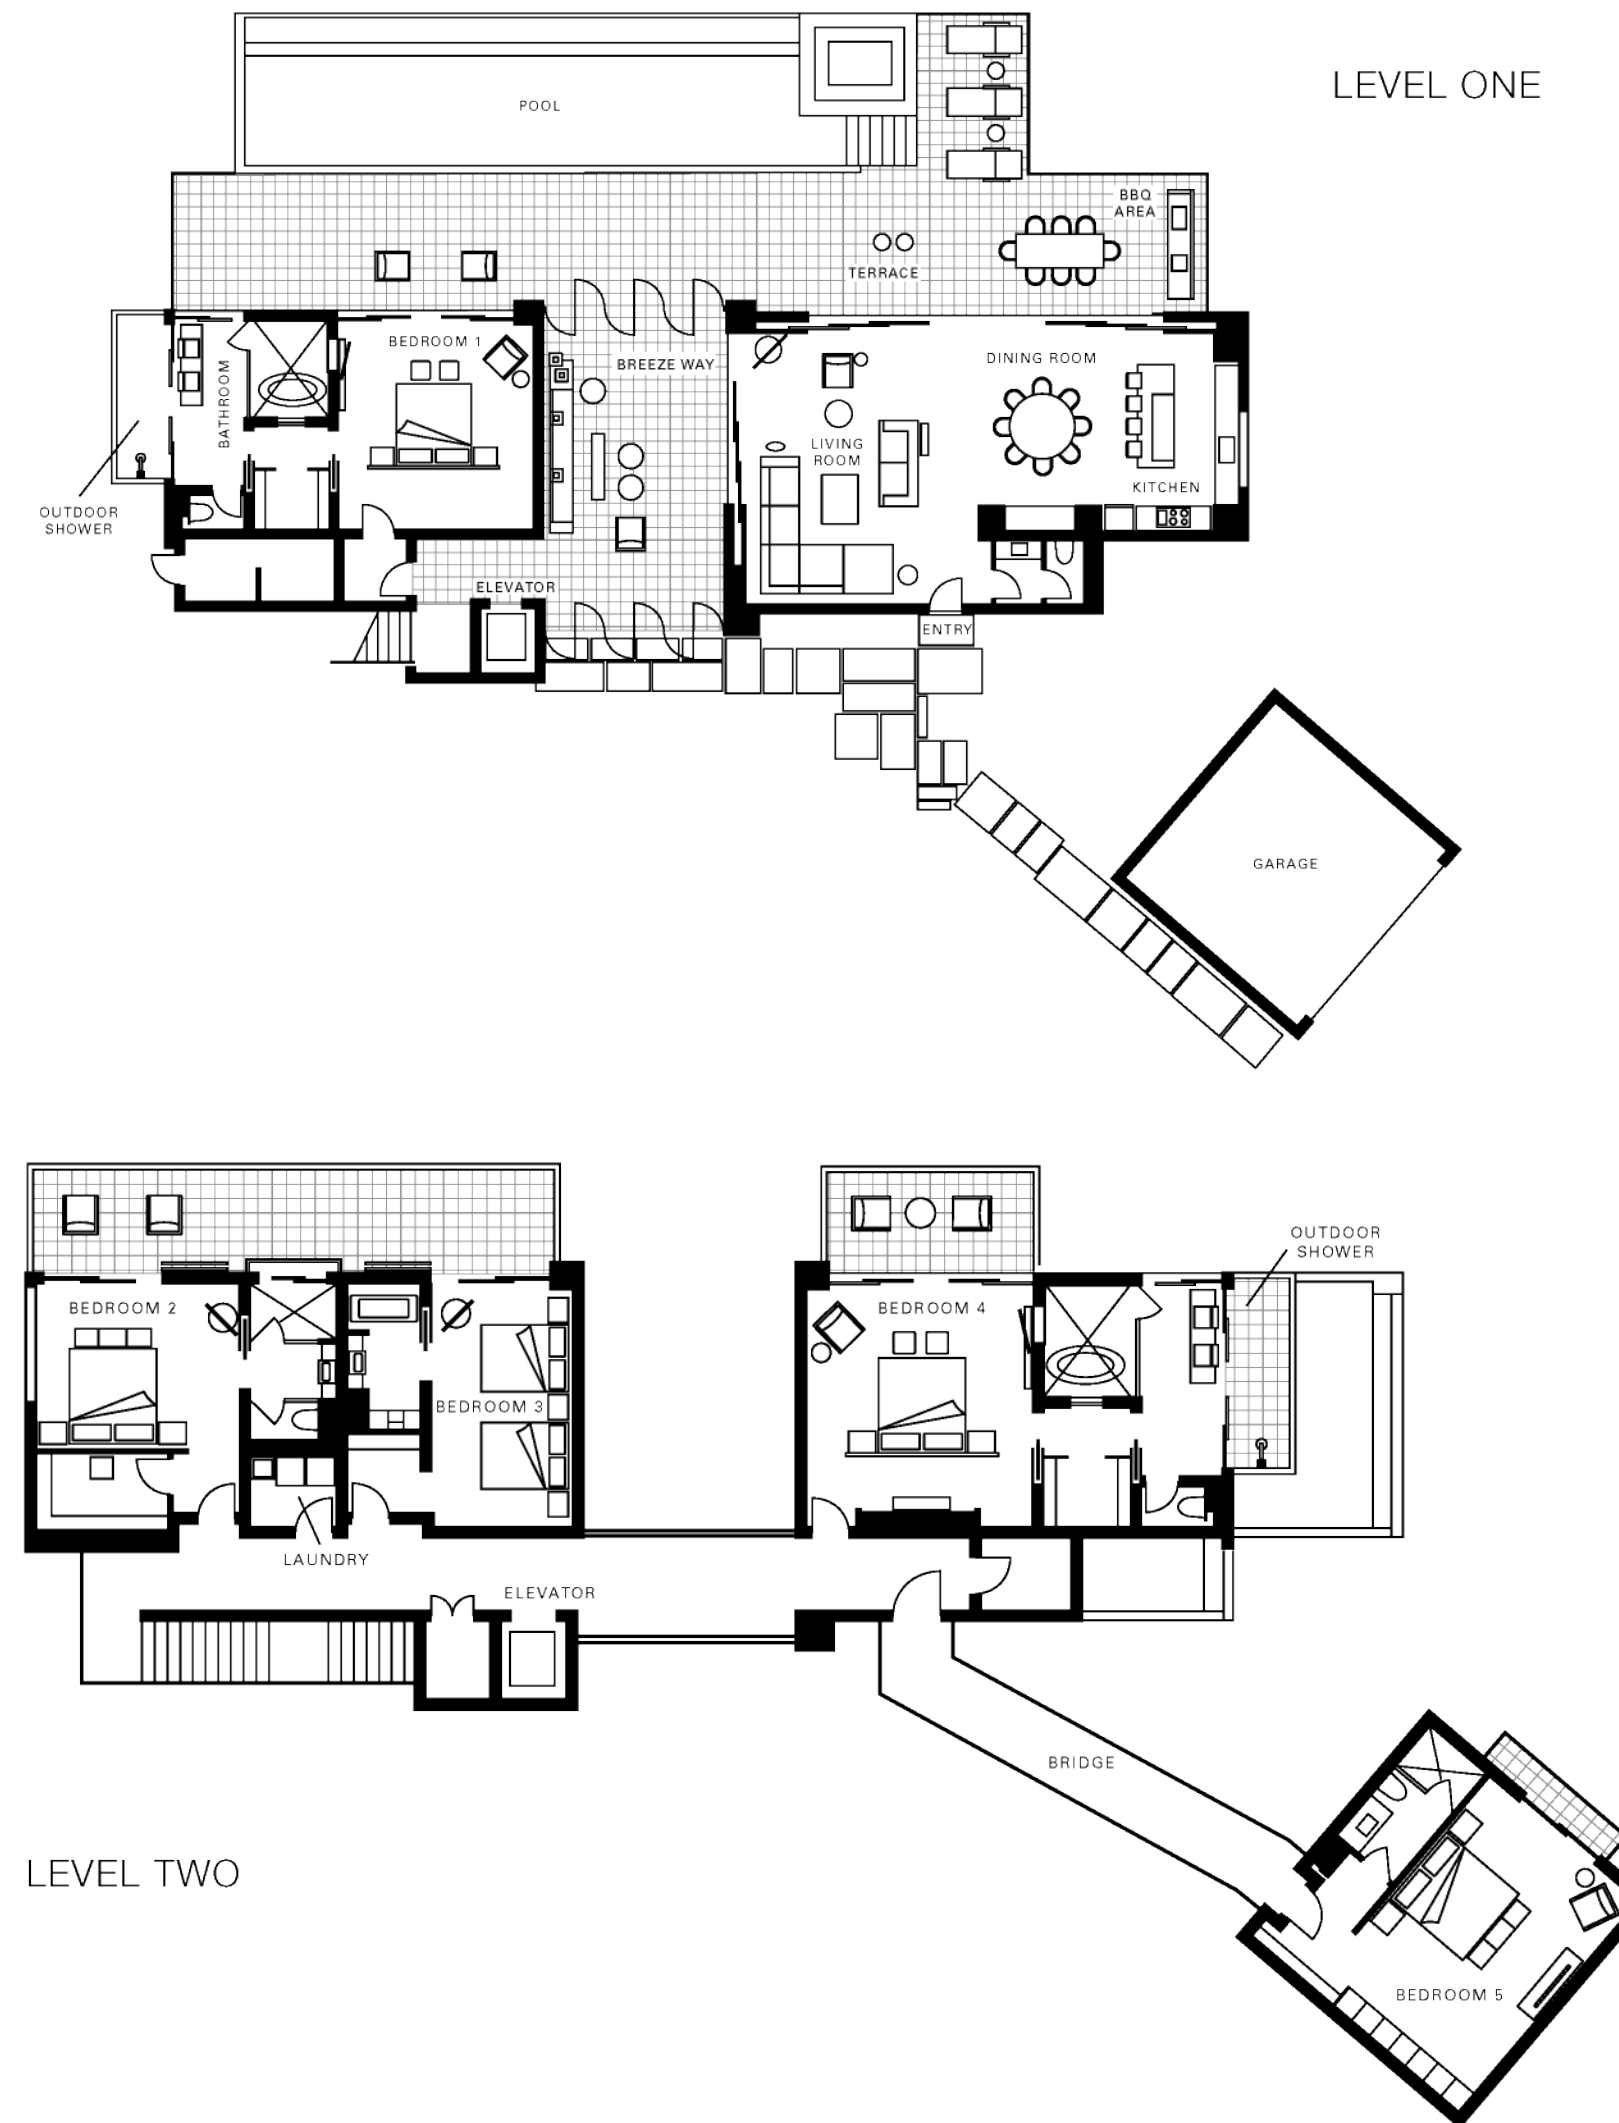 LEVEL ONE
POOL
BBQ
AREA
TERRACE
BEDROOM 1
BREEZE WAY
DINING ROOM
BATHROOM
LIVING
ROOM
KITCHEN
OUTDOOR
SHOWER
ELEVATOR
ENTRY
GARAGE
OUTDOOR
SHOWER
BEDROOM 2
BEDROOM 4
BEDROOM 3
LAUNDRY
ELEVATOR
BRIDGE
LEVEL TWO
BEDROOM 5